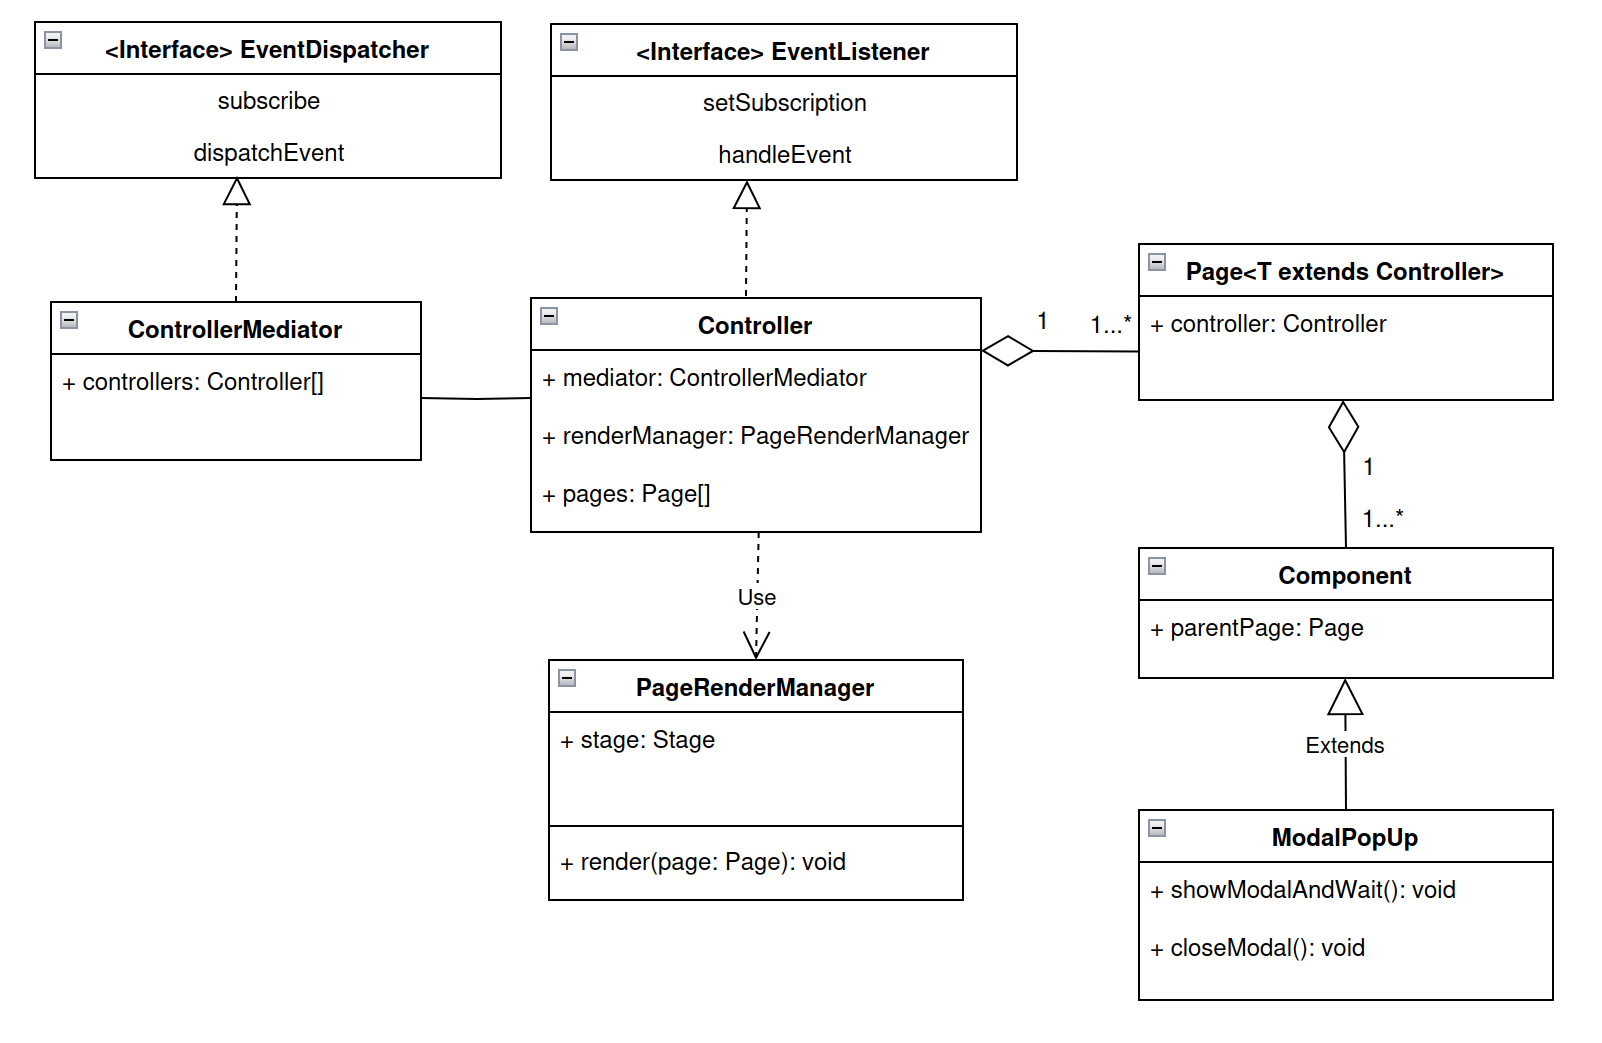 <Interface> EventDispatcher
subscribe
dispatchEvent
<Interface> EventListener
setSubscription
handleEvent
ControllerMediator
+ controllers: Controller[]
Controller
+ mediator: ControllerMediator
+ renderManager: PageRenderManager
+ pages: Page[]
1
1...*
Page<T extends Controller>
+ controller: Controller
1
1...*
Use
PageRenderManager
+ stage: Stage
+ render(page: Page): void
Component
+ parentPage: Page
Extends
ModalPopUp
+ showModalAndWait(): void
+ closeModal(): void